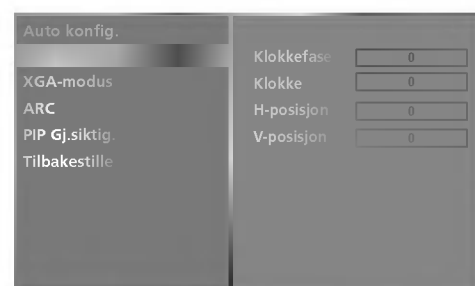 Auto konfig.
XGA-modus
ARC
PIP Gj.siktig.
Tilbakestille
Klokkefase 0
Klokke 0
H-posisjon 0
V-posisjon 0